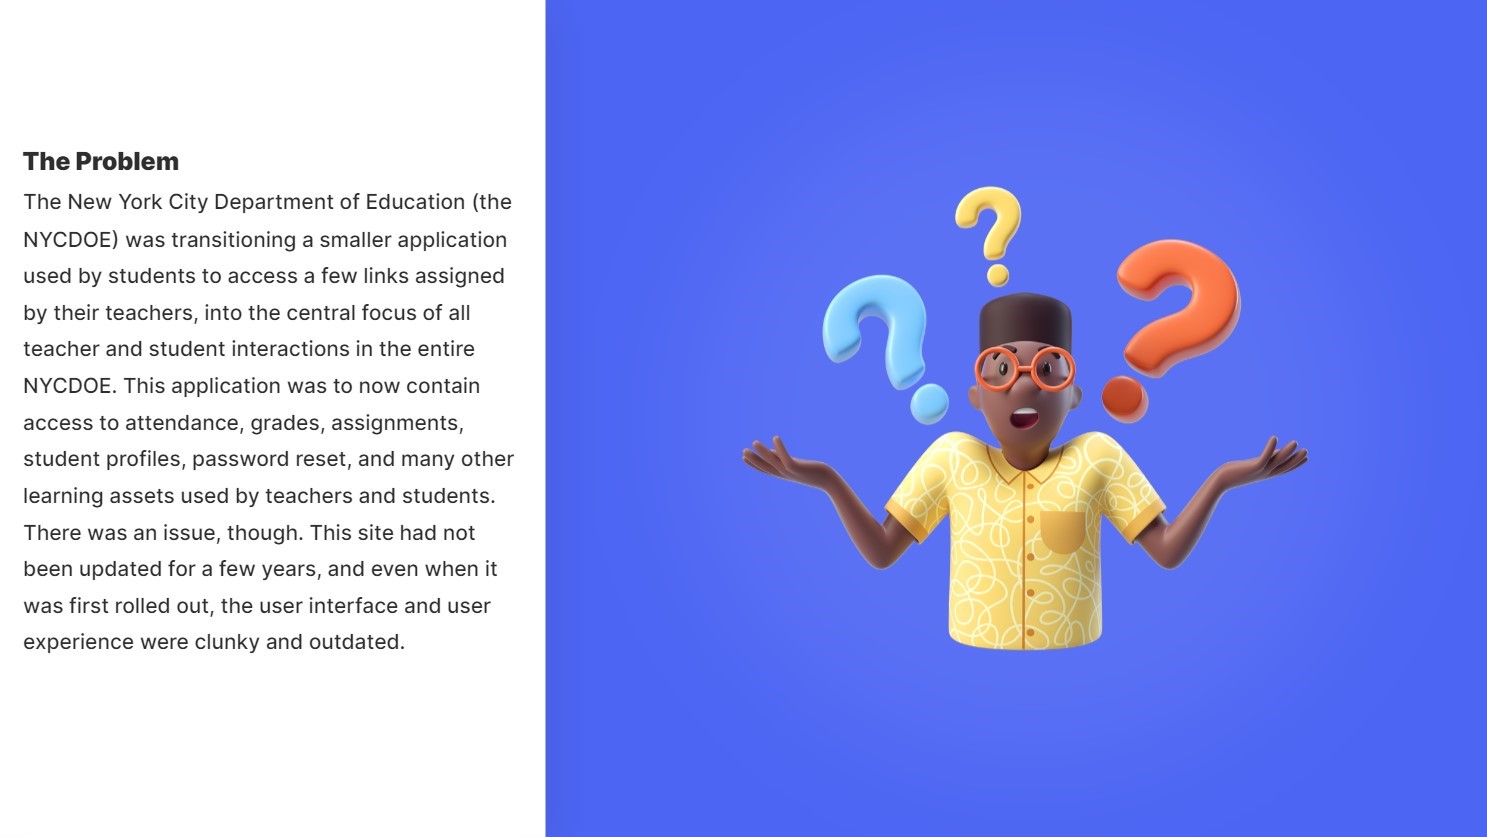 The Problem
The New York City Department of Education (the
NYCDOE) was transitioning a smaller application
used by students to access a few links assigned
by their teachers, into the central focus of all
teacher and student interactions in the entire
NYCDOE. This application was to now contain
access to attendance, grades, assignments,
student profiles, password reset, and many other
learning assets used by teachers and students.
There was an issue, though. This site had not
been updated for a few years, and even when it
was first rolled out, the user interface and user
experience were clunky and outdated.
?
?
?